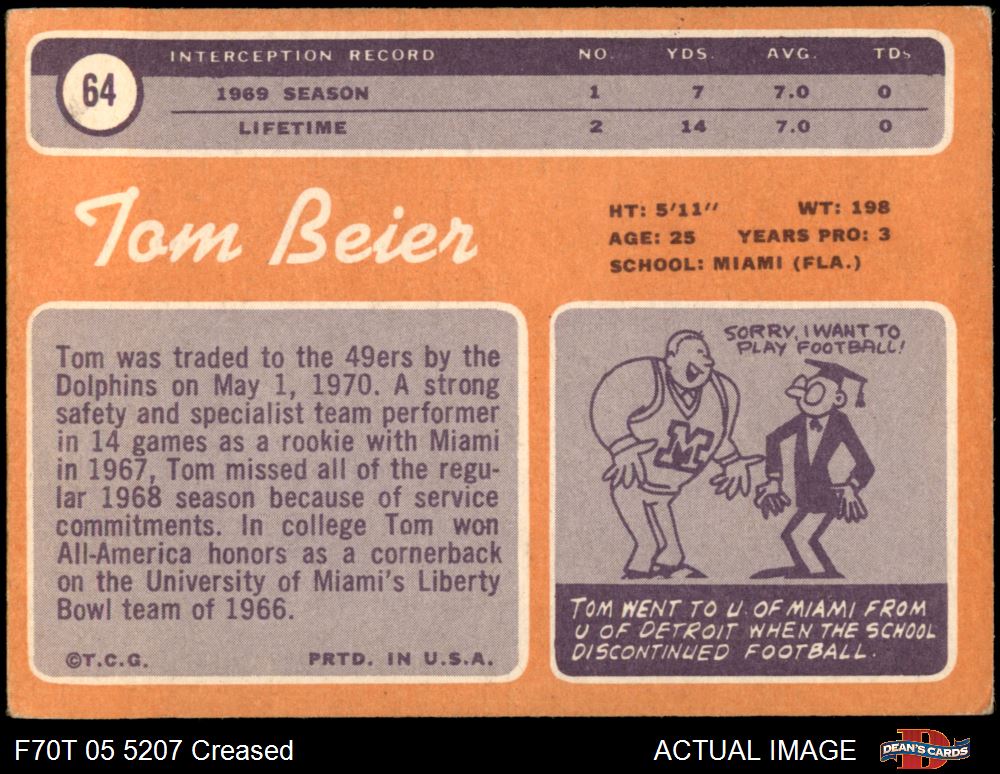 64
INTERCEPTION RECORD NO. YDS. AVG. TDs
1969 SEASON 1 7 7.0 0
LIFETIME 2 14 7.0 0
Tom Beier
HT: 5'11" WT: 198
AGE: 25 YEARS PRO: 3
SCHOOL: MIAMI (FLA.)
Tom was traded to the 49ers by the
Dolphins on May 1, 1970. A strong
safety and specialist team performer
in 14 games as a rookie with Miami
in 1967, Tom missed all of the regu-
lar 1968 season because of service
commitments. In college Tom won
All-America honors as a cornerback
on the University of Miami's Liberty
Bowl team of 1966.
©T.C.G. PRTD. IN U.S.A.
SORRY, I WANT TO
PLAY FOOTBALL!
M
TOM WENT TO U. OF MIAMI FROM
U OF DETROIT WHEN THE SCHOOL
DISCONTINUED FOOTBALL.
F70T 05 5207 Creased
ACTUAL IMAGE
D
DEAN'S CARDS